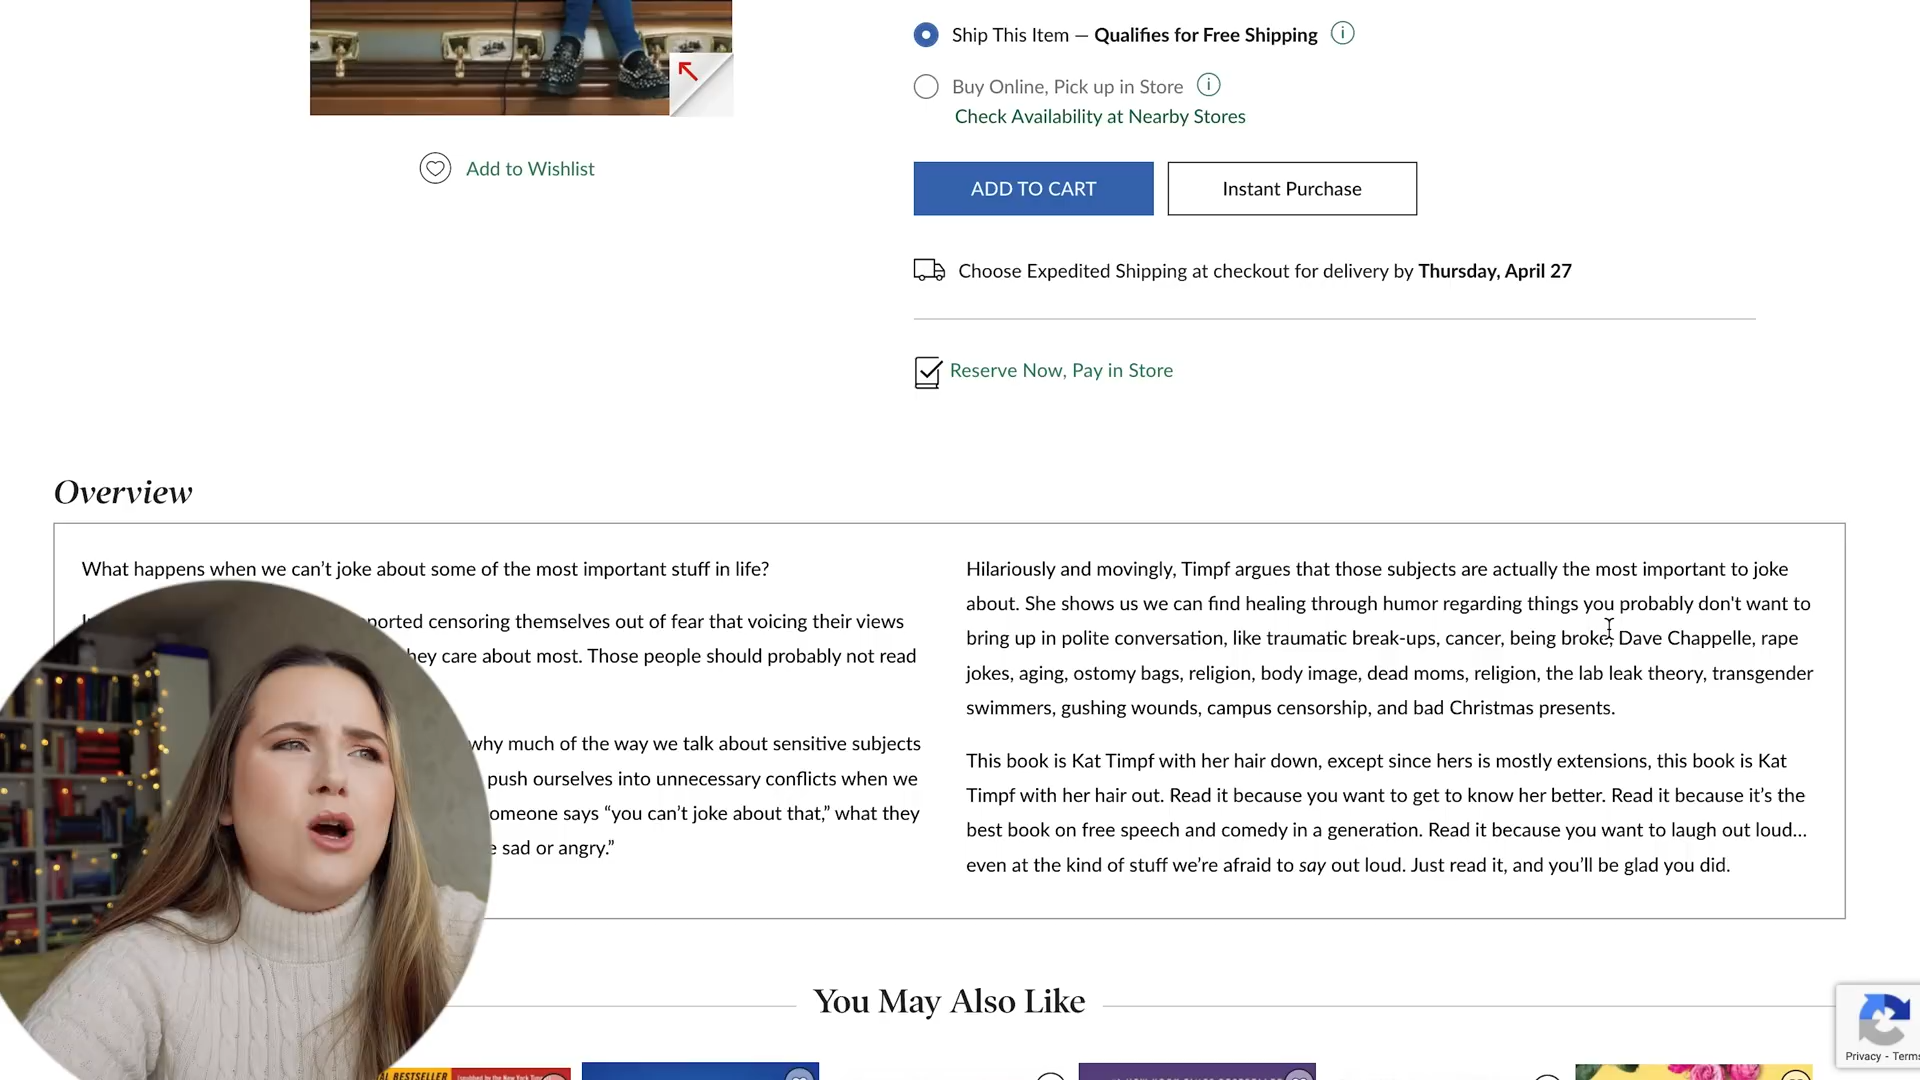 Ship This Item — Qualifies for Free Shipping
Buy Online, Pick up in Store
Check Availability at Nearby Stores
Add to Wishlist
ADD TO CART
Instant Purchase
Choose Expedited Shipping at checkout for delivery by Thursday, April 27
Reserve Now, Pay in Store
Overview
What happens when we can’t joke about some of the most important stuff in life?
censoring themselves out of fear that voicing their views
they care about most. Those people should probably not read
why much of the way we talk about sensitive subjects
push ourselves into unnecessary conflicts when we
someone says “you can’t joke about that,” what they
sad or angry.”
Hilariously and movingly, Timpf argues that those subjects are actually the most important to joke
about. She shows us we can find healing through humor regarding things you probably don't want to
bring up in polite conversation, like traumatic break-ups, cancer, being broke, Dave Chappelle, rape
jokes, aging, ostomy bags, religion, body image, dead moms, religion, the lab leak theory, transgender
swimmers, gushing wounds, campus censorship, and bad Christmas presents.
This book is Kat Timpf with her hair down, except since hers is mostly extensions, this book is Kat
Timpf with her hair out. Read it because you want to get to know her better. Read it because it’s the
best book on free speech and comedy in a generation. Read it because you want to laugh out loud...
even at the kind of stuff we’re afraid to say out loud. Just read it, and you’ll be glad you did.
You May Also Like
BESTSELLER
Privacy - Terms